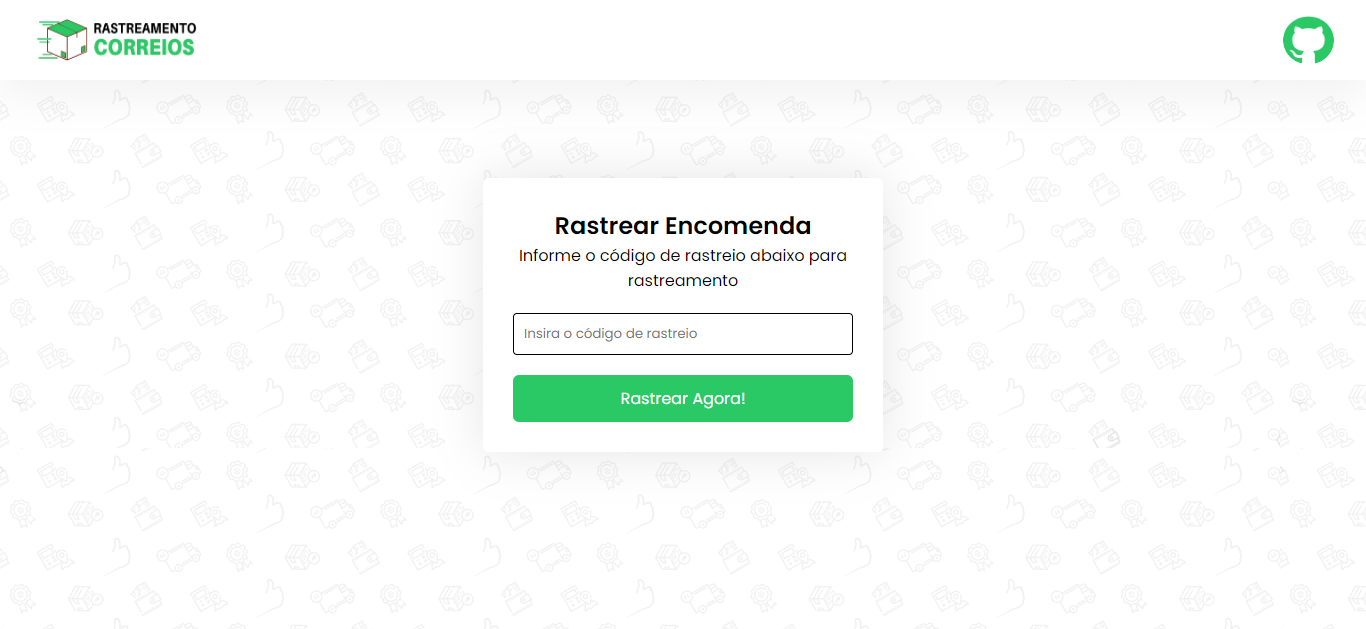 RASTREAMENTO
CORREIOS
Rastrear Encomenda
Informe o código de rastreio abaixo para
rastreamento
Insira o código de rastreio
Rastrear Agora!